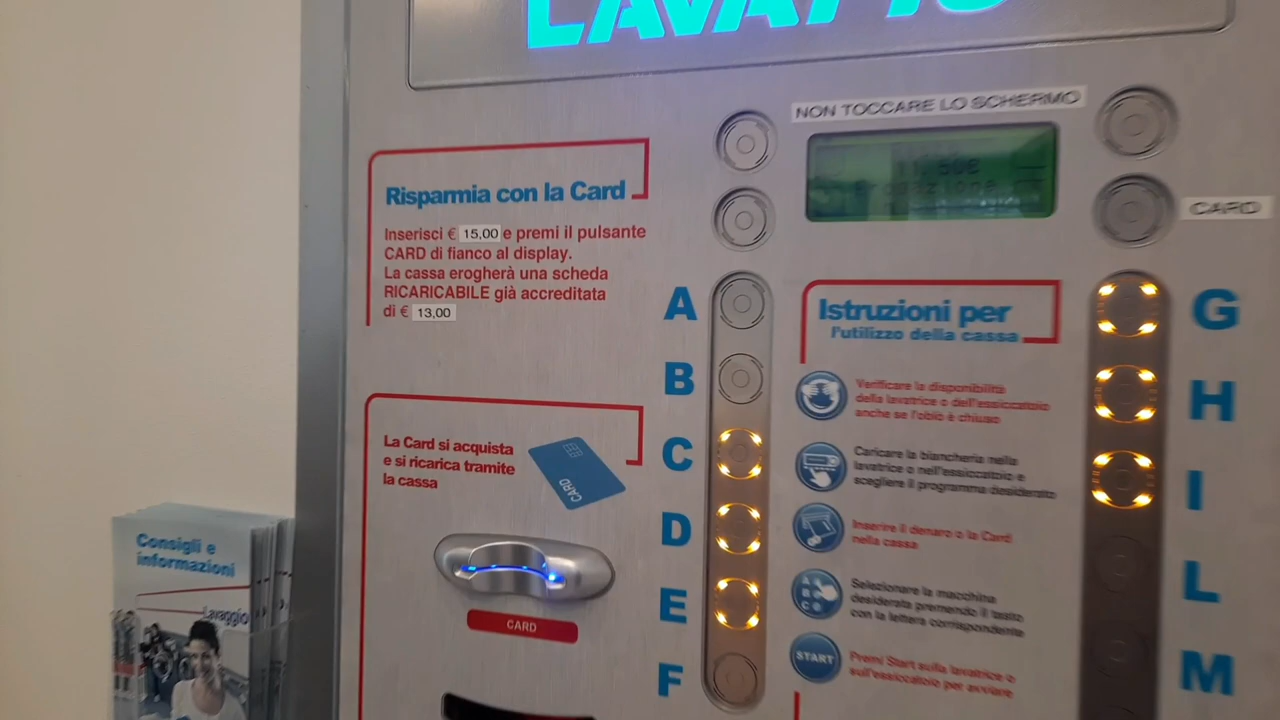 NON TOCCARE LO SCHERMO
CARD
Risparmia con la Card
Inserisci € 15,00 e premi il pulsante
CARD di fianco al display.
La cassa erogherà una scheda
RICARICABILE già accreditata
di € 13,00
La Card si acquista
e si ricarica tramite
la cassa
CARD
CARD
A
B
C
D
E
F
Istruzioni per
l'utilizzo della cassa
Verificare la disponibilità
della lavatrice o dell'essiccatoio
anche se l'oblò è chiuso
Caricare la biancheria nella
lavatrice o nell'essiccatoio e
scegliere il programma desiderato
Inserire il denaro o la Card
nella cassa
Selezionare la macchina
desiderata premendo il tasto
con la lettera corrispondente
START
Premi Start sulla lavatrice o
sull'essiccatoio per avviare
G
H
I
L
M
Consigli e
informazioni
Lavaggio